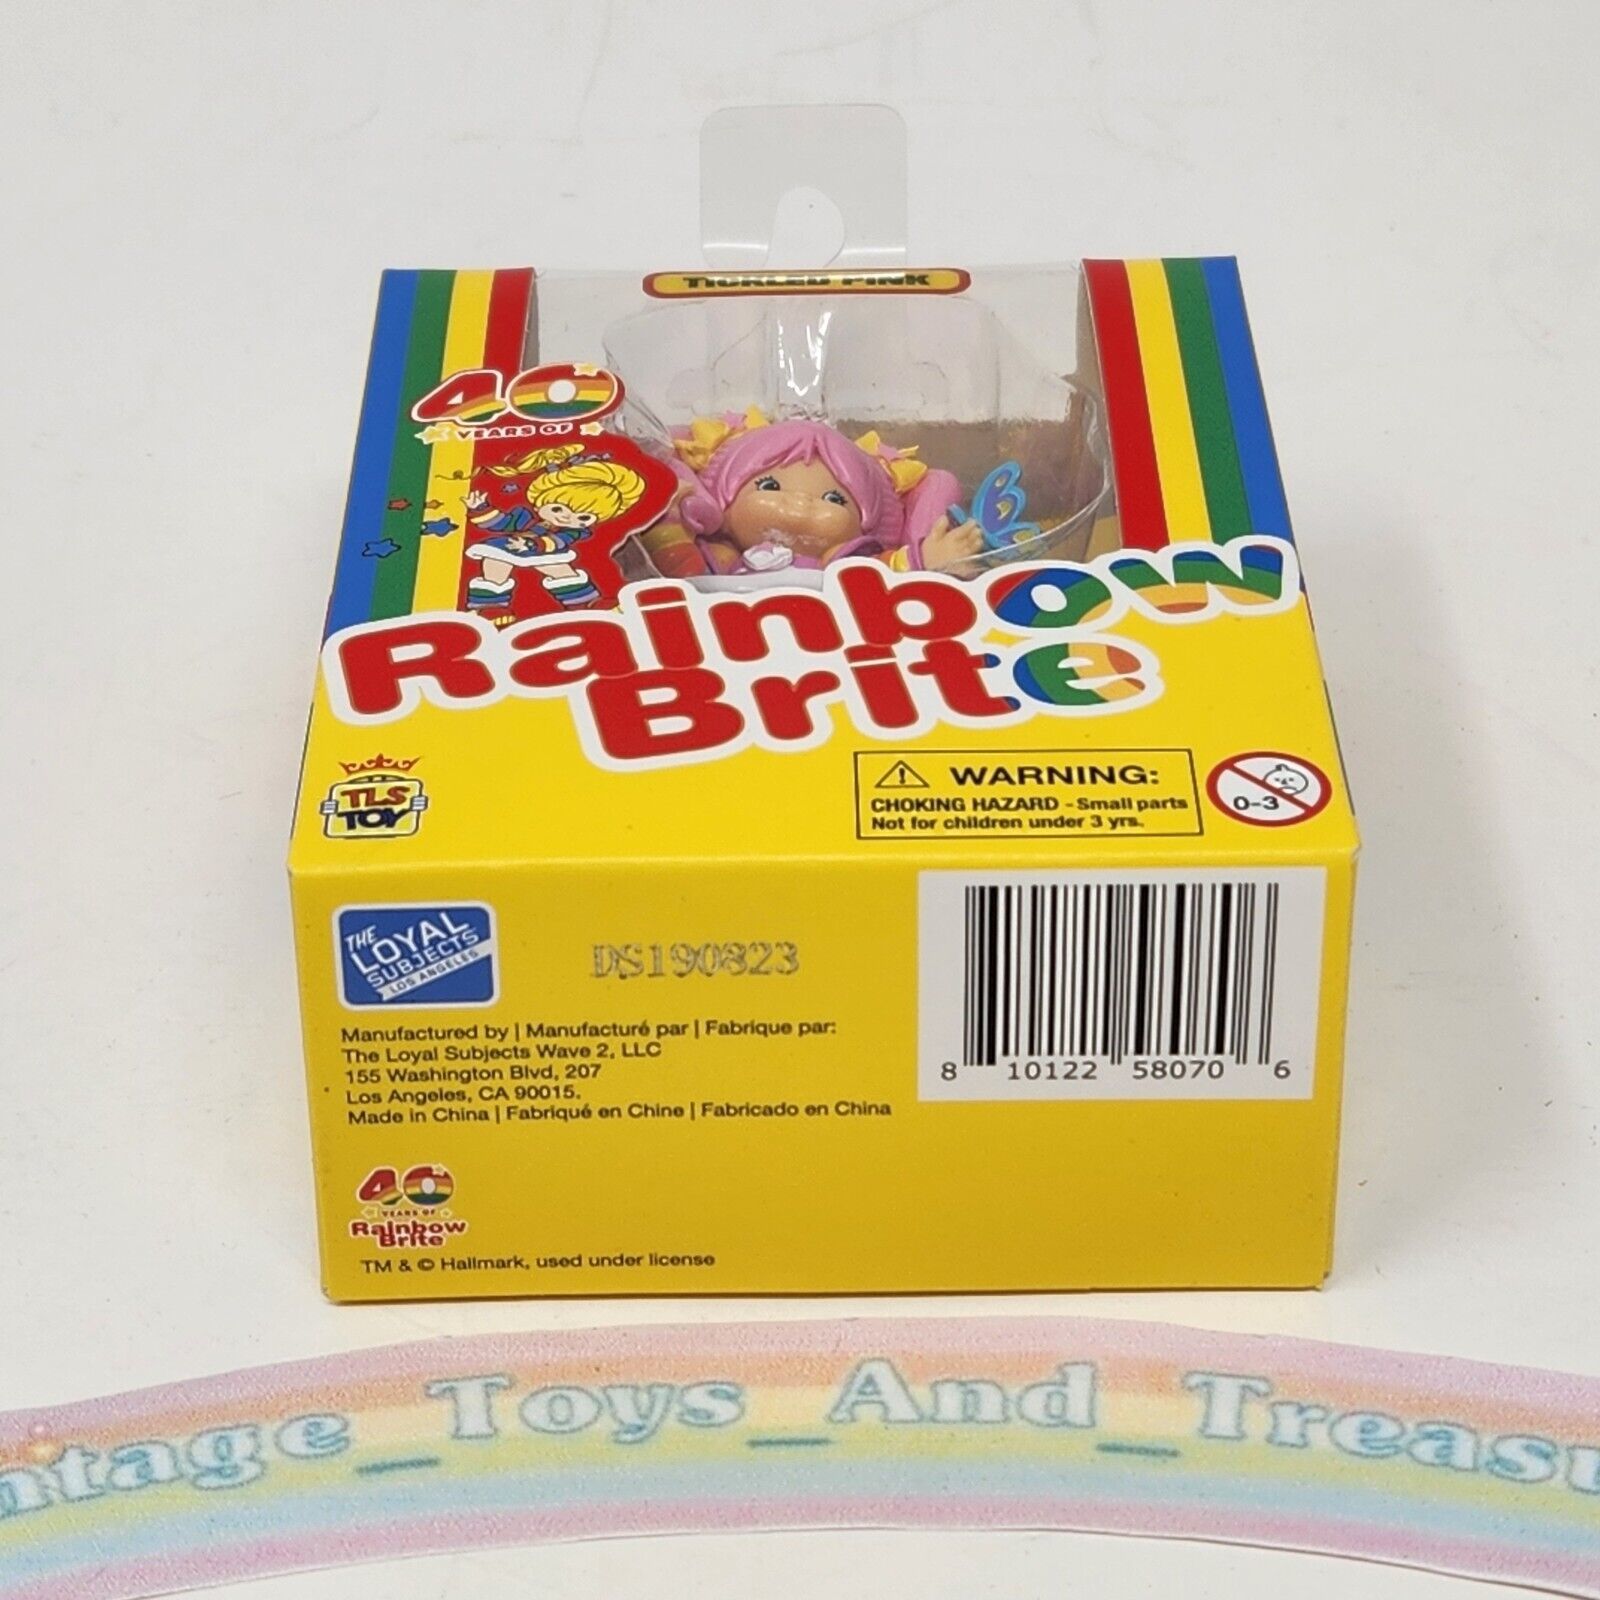 TICKLED PINK
40
YEARS OF
Rainbow
Brite
TLS
TOY
WARNING:
CHOKING HAZARD - Small parts
Not for children under 3 yrs.
0-3
THE
LOYAL
SUBJECTS
LOS ANGELES
DS190823
Manufactured by | Manufacturé par | Fabrique par:
The Loyal Subjects Wave 2, LLC
155 Washington Blvd, 207
Los Angeles, CA 90015.
Made in China | Fabriqué en Chine | Fabricado en China
8 10122 58070 6
40
YEARS OF
Rainbow
Brite
TM & © Hallmark, used under license
ntage_Toys_And_Treasu